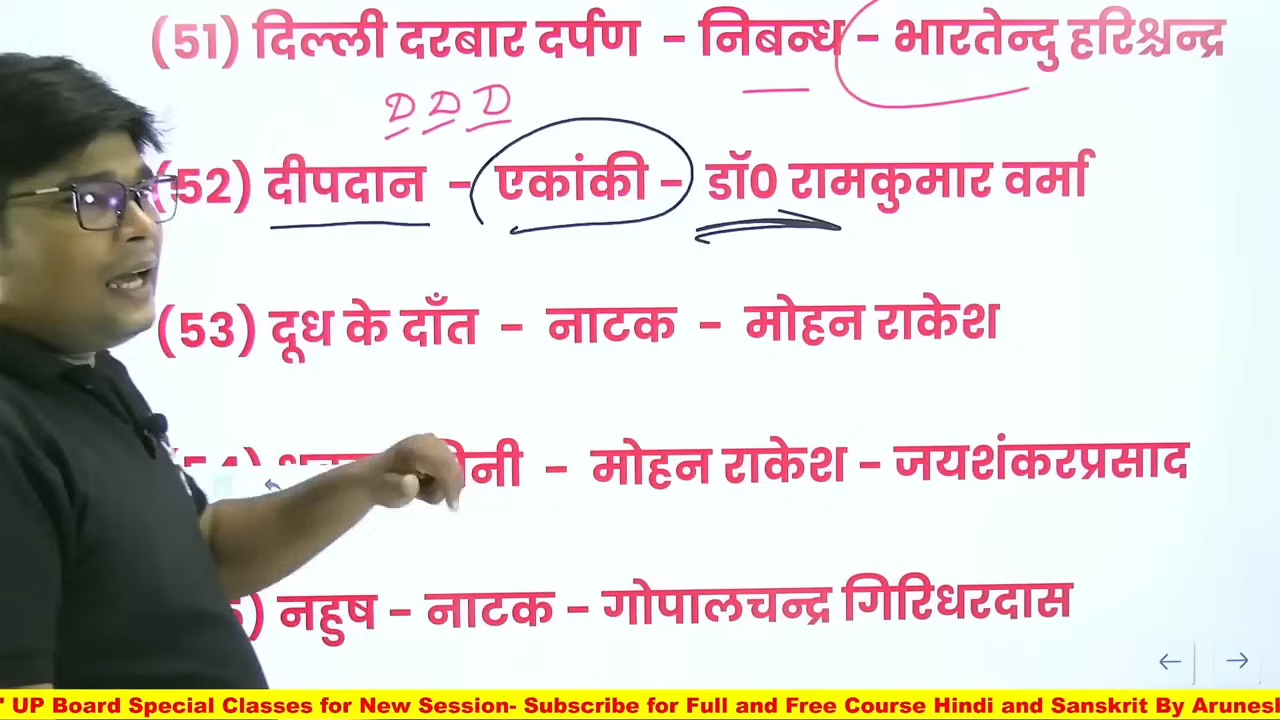 (51) दिल्ली दरबार दर्पण - निबन्ध - भारतेन्दु हरिश्चन्द्र
D D D
(52) दीपदान - एकांकी - डॉ0 रामकुमार वर्मा
(53) दूध के दाँत - नाटक - मोहन राकेश
- मोहन राकेश - जयशंकरप्रसाद
नहुष - नाटक - गोपालचन्द्र गिरिधरदास
UP Board Special Classes for New Session- Subscribe for Full and Free Course Hindi and Sanskrit By